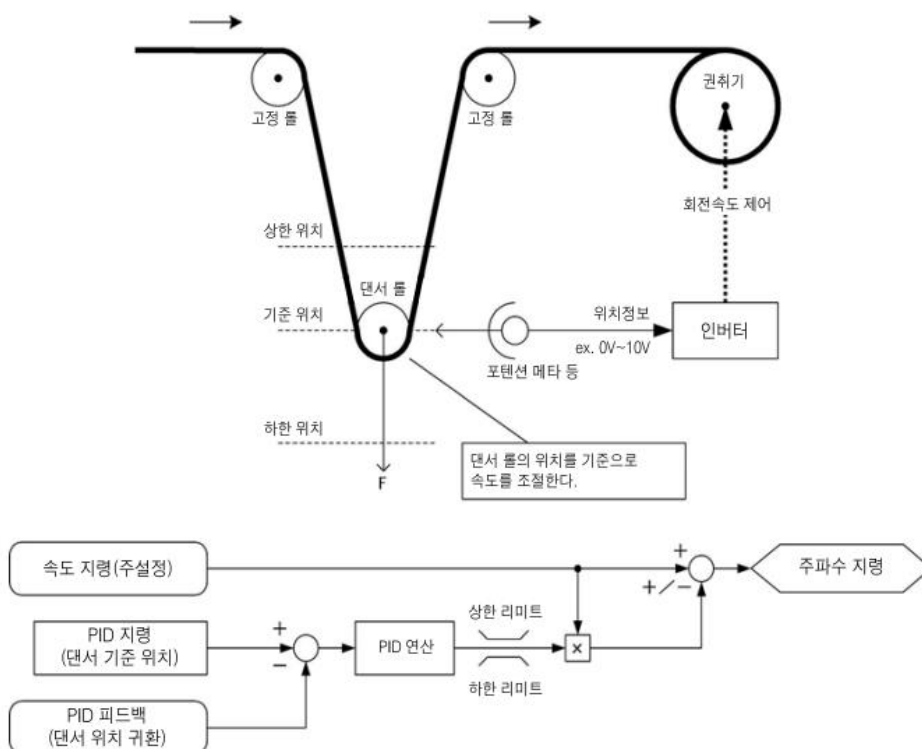 권취기
고정 롤
고정 롤
회전속도 제어
상한 위치
댄서 롤
기준 위치
위치정보
인버터
ex. 0V~10V
포텐션 메타 등
하한 위치
댄서 롤의 위치를 기준으로
속도를 조절한다.
F
속도 지령(주설정)
+
+/-
주파수 지령
상한 리미트
PID 지령
(댄서 기준 위치)
+
-
PID 연산
×
하한 리미트
PID 피드백
(댄서 위치 귀환)